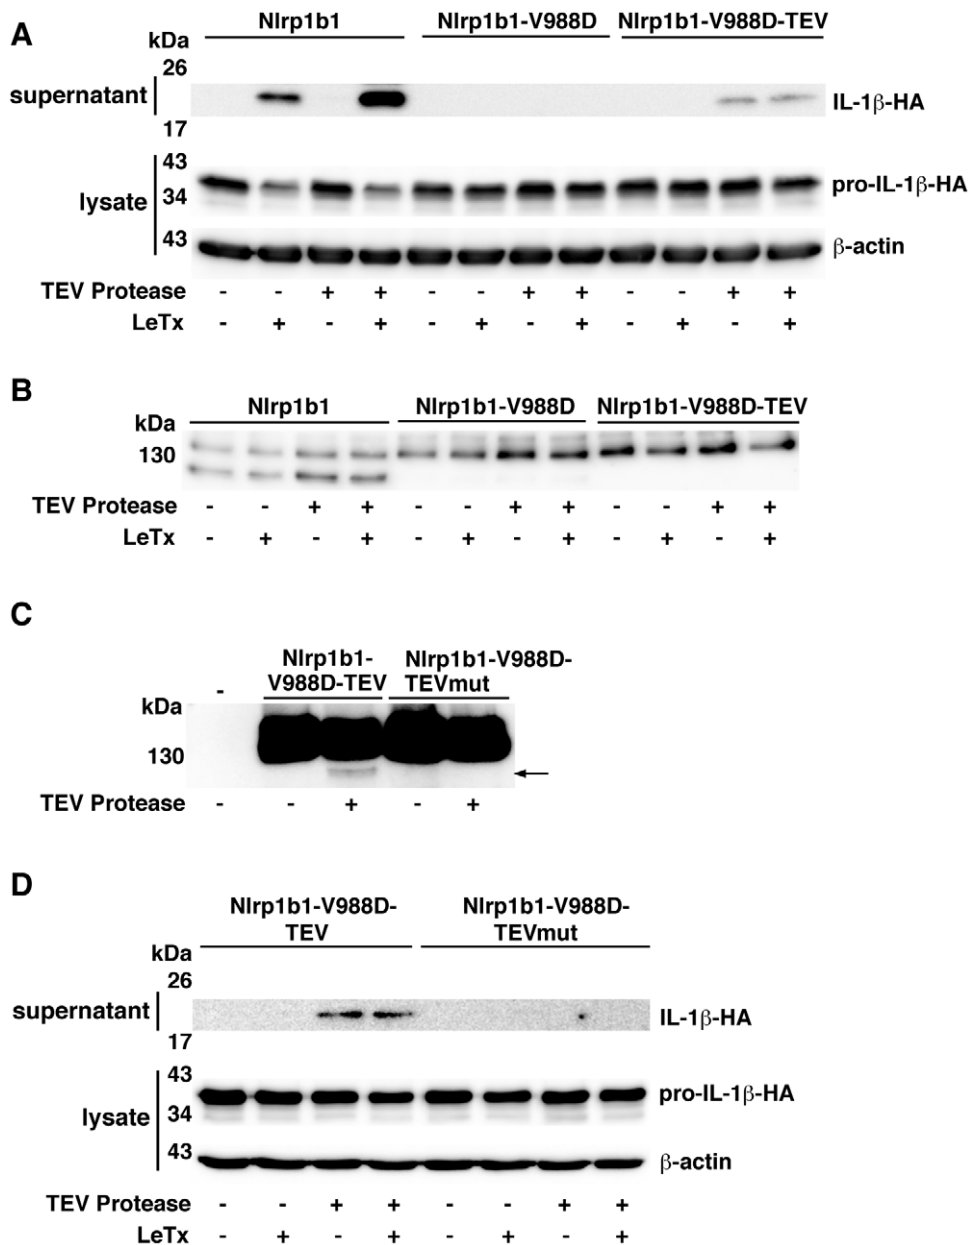 A
Nlrp1b1 Nlrp1b1-V988D Nlrp1b1-V988D-TEV
kDa
26
supernatant IL-1β-HA
17
43
pro-IL-1β-HA
34
lysate
43
β-actin
TEV Protease - - + + - - + + - - + +
LeTx - + - + - + - + - + - +
B
Nlrp1b1 Nlrp1b1-V988D Nlrp1b1-V988D-TEV
kDa
130
TEV Protease - - + + - - + + - - + +
LeTx - + - + - + - + - + - +
C
Nlrp1b1- Nlrp1b1-V988D-
- V988D-TEV TEVmut
kDa
130
TEV Protease - - + - +
D
Nlrp1b1-V988D- Nlrp1b1-V988D-
TEV TEVmut
kDa
26
supernatant IL-1β-HA
17
43
pro-IL-1β-HA
34
lysate
43
β-actin
TEV Protease - - + + - - + +
LeTx - + - + - + - +